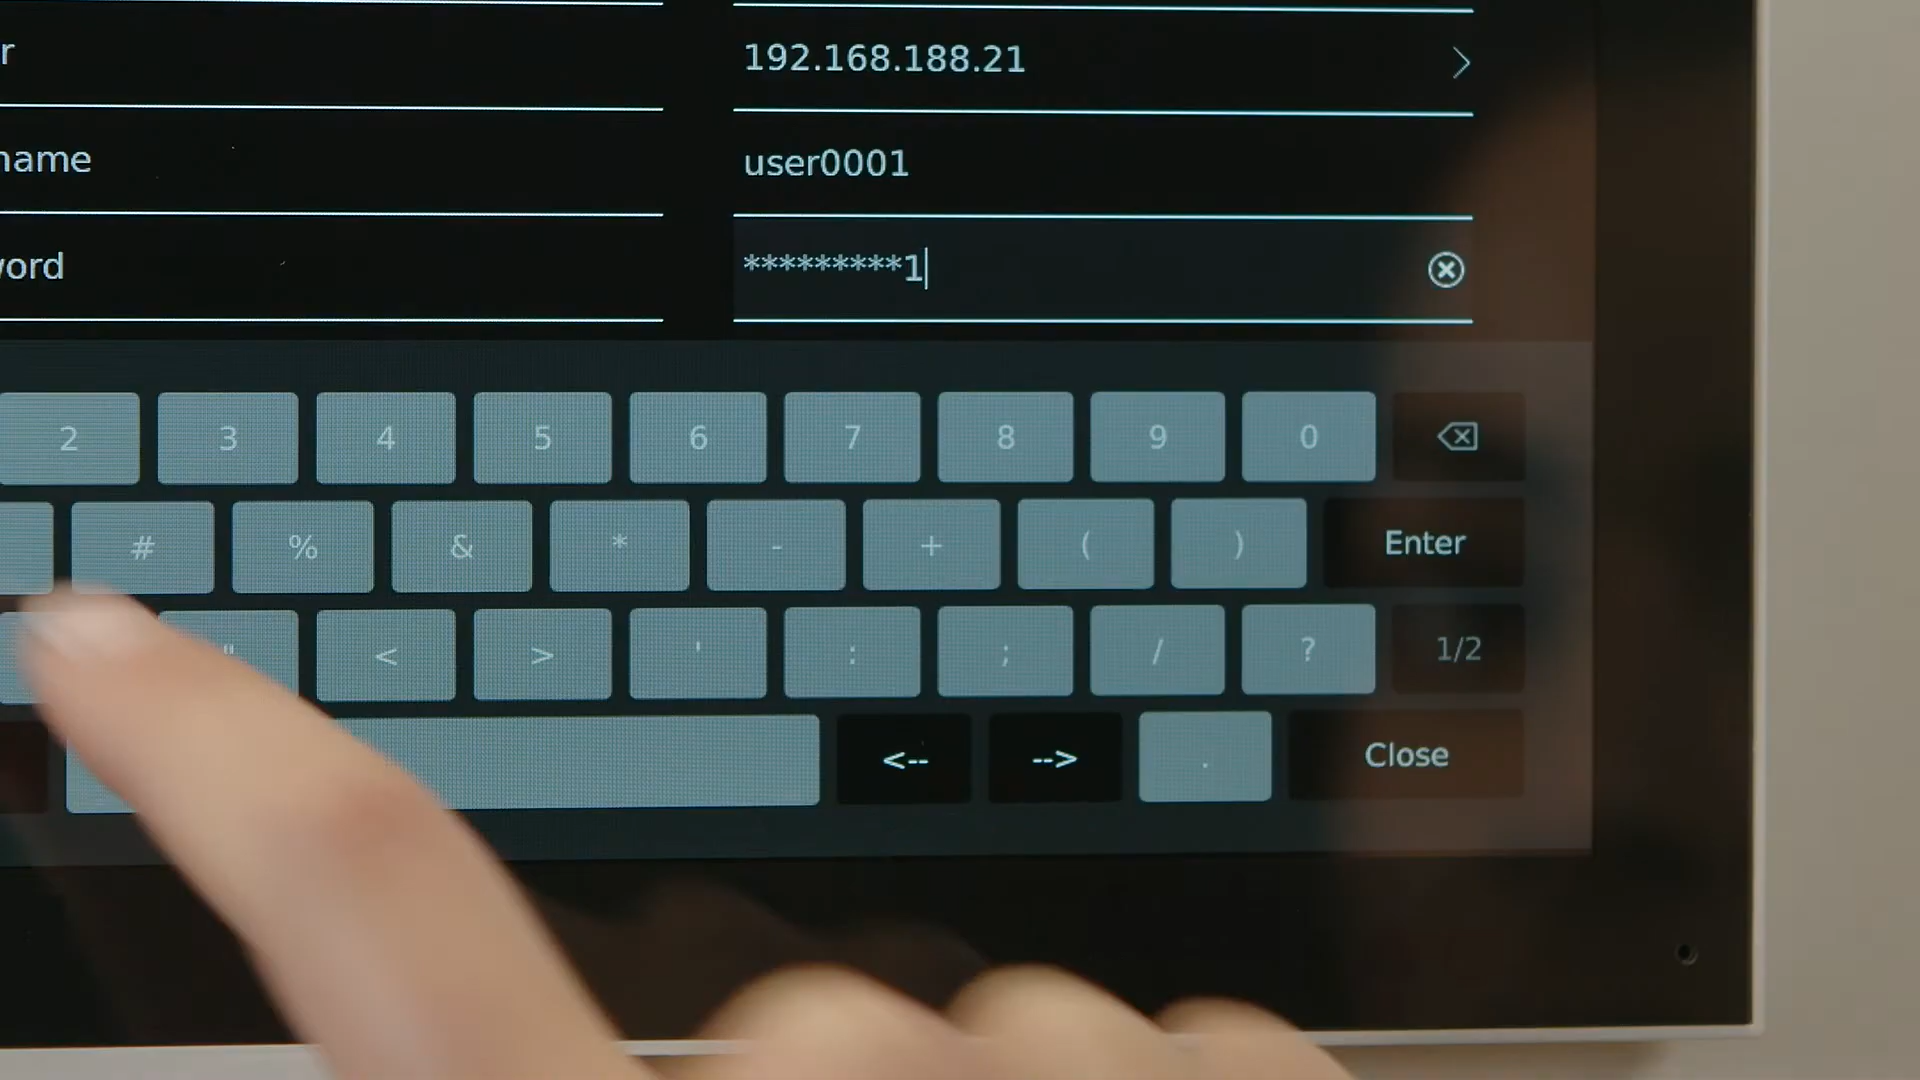 r 192.168.188.21 >
name user0001
word *********1
2 3 4 5 6 7 8 9 0
# % & * - + ( ) Enter
" < > ' : ; / ? 1/2
<-- --> . Close